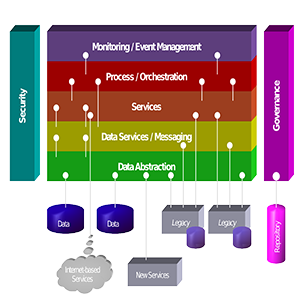 Monitoring / Event Management
Process / Orchestration
Services
Data Services / Messaging
Data Abstraction
Security
Governance
Data
Data
Legacy
Legacy
Repository
Internet-based
Services
New Services